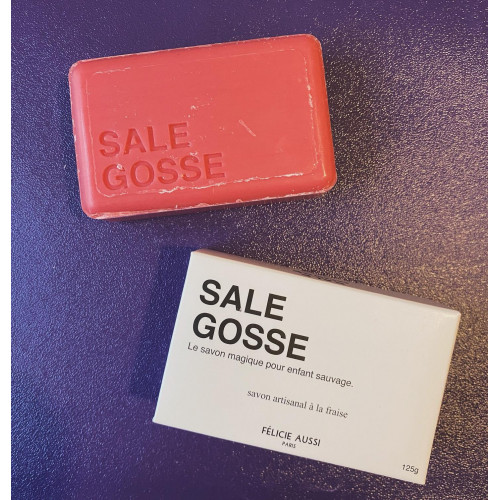 SALE
GOSSE
SALE
GOSSE
Le savon magique pour enfant sauvage.
savon artisanal à la fraise
FÉLICIE AUSSI
PARIS
125g